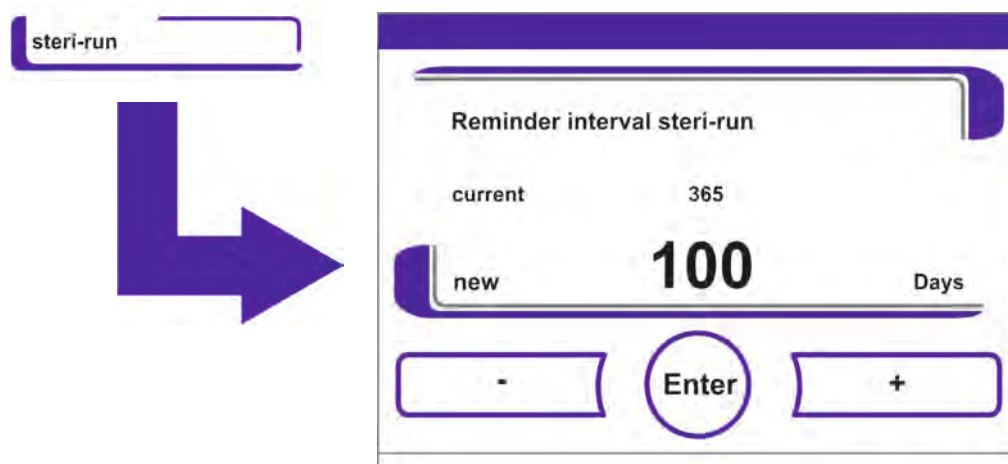 steri-run
Reminder interval steri-run
current 365
new 100 Days
- Enter +